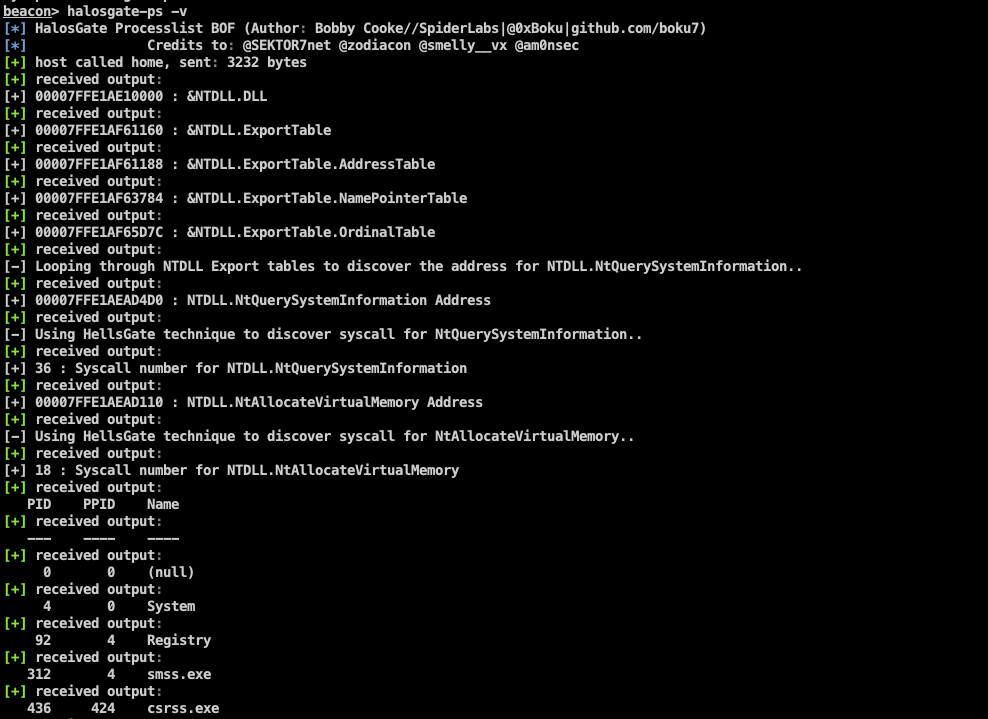 beacon> halosgate-ps -v
[*] HalosGate Processlist BOF (Author: Bobby Cooke//SpiderLabs|@0xBoku|github.com/boku7)
[*] Credits to: @SEKTOR7net @zodiacon @smelly__vx @am0nsec
[+] host called home, sent: 3232 bytes
[+] received output:
[+] 00007FFE1AE10000 : &NTDLL.DLL
[+] received output:
[+] 00007FFE1AF61160 : &NTDLL.ExportTable
[+] received output:
[+] 00007FFE1AF61188 : &NTDLL.ExportTable.AddressTable
[+] received output:
[+] 00007FFE1AF63784 : &NTDLL.ExportTable.NamePointerTable
[+] received output:
[+] 00007FFE1AF65D7C : &NTDLL.ExportTable.OrdinalTable
[+] received output:
[-] Looping through NTDLL Export tables to discover the address for NTDLL.NtQuerySystemInformation..
[+] received output:
[+] 00007FFE1AEAD4D0 : NTDLL.NtQuerySystemInformation Address
[+] received output:
[-] Using HellsGate technique to discover syscall for NtQuerySystemInformation..
[+] received output:
[+] 36 : Syscall number for NTDLL.NtQuerySystemInformation
[+] received output:
[+] 00007FFE1AEAD110 : NTDLL.NtAllocateVirtualMemory Address
[+] received output:
[-] Using HellsGate technique to discover syscall for NtAllocateVirtualMemory..
[+] received output:
[+] 18 : Syscall number for NTDLL.NtAllocateVirtualMemory
[+] received output:
PID PPID Name
[+] received output:
--- ---- ----
[+] received output:
0 0 (null)
[+] received output:
4 0 System
[+] received output:
92 4 Registry
[+] received output:
312 4 smss.exe
[+] received output:
436 424 csrss.exe